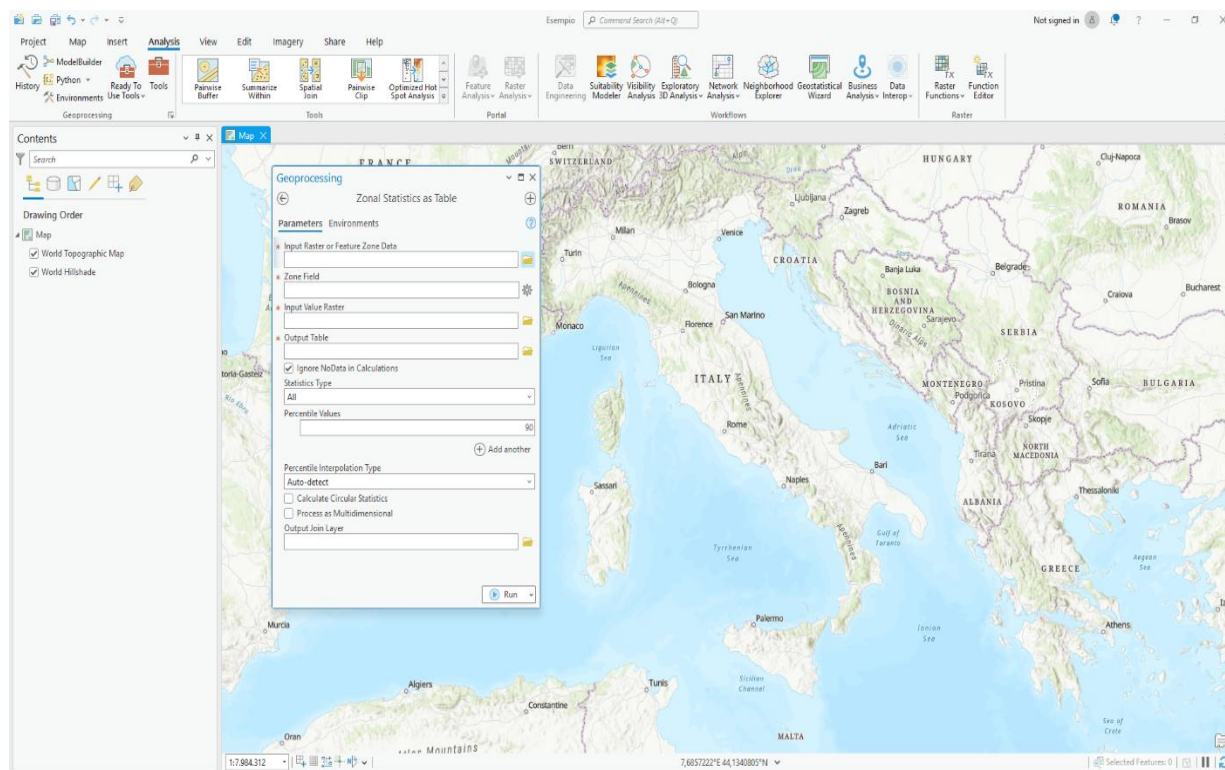 Esempio
Command Search (Alt+Q)
Not signed in
Project Map Insert Analysis View Edit Imagery Share Help
History
ModelBuilder
Python
Environments
Ready To Use Tools
Tools
Geoprocessing
Pairwise Buffer
Summarize Within
Spatial Join
Pairwise Clip
Optimized Hot Spot Analysis
Tools
Feature Analysis
Raster Analysis
Portal
Data Engineering
Suitability Modeler
Visibility Analysis
Exploratory 3D Analysis
Network Analysis
Neighborhood Explorer
Geostatistical Wizard
Business Analysis
Data Interop
Workflows
Raster Functions
Function Editor
Raster
Contents
Search
Drawing Order
Map
World Topographic Map
World Hillshade
Map
Geoprocessing
Zonal Statistics as Table
Parameters Environments
* Input Raster or Feature Zone Data
* Zone Field
* Input Value Raster
* Output Table
Ignore NoData in Calculations
Statistics Type
All
Percentile Values
90
Add another
Percentile Interpolation Type
Auto-detect
Calculate Circular Statistics
Process as Multidimensional
Output Join Layer
Run
FRANCE
Bern
SWITZERLAND
HUNGARY
Cluj-Napoca
ROMANIA
Brasov
Ljubljana
Zagreb
Milan
Venice
Turin
CROATIA
Banja Luka
Belgrade
Bucharest
Bologna
BOSNIA AND HERZEGOVINA
Craiova
Apennines
San Marino
Sarajevo
Monaco
Florence
Dinaric Alps
SERBIA
Ligurian Sea
ITALY
Apennines
MONTENEGRO
Podgorica
Pristina
KOSOVO
Sofia
BULGARIA
Rome
Adriatic Sea
Skopje
NORTH MACEDONIA
Tirana
Bari
Naples
Sassari
Thessaloniki
ALBANIA
Apennines
Gulf of Taranto
Tyrrhenian Sea
GREECE
Aegean Sea
Murcia
Palermo
Ionian Sea
Athens
Algiers
Tunis
Sicilian Channel
Constantine
Oran
Mountains
MALTA
Sea of Crete
1:7.984.312
7,6857222°E 44,1340805°N
Selected Features: 0